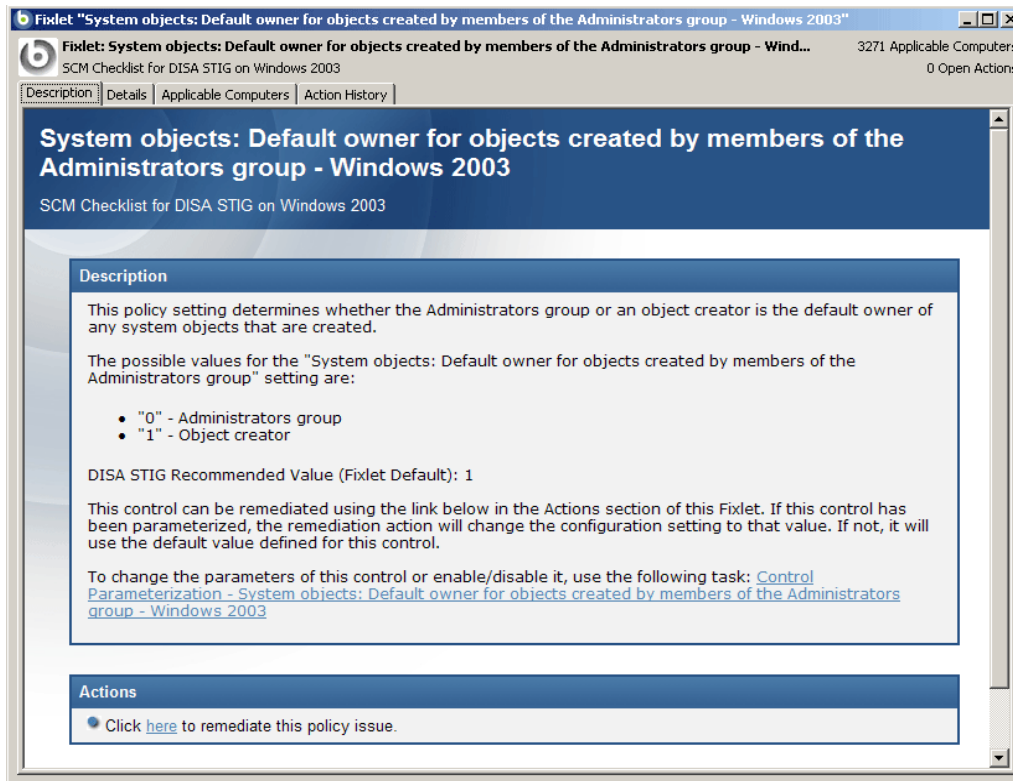 Fixlet "System objects: Default owner for objects created by members of the Administrators group - Windows 2003"
Fixlet: System objects: Default owner for objects created by members of the Administrators group - Wind...
3271 Applicable Computers
SCM Checklist for DISA STIG on Windows 2003
0 Open Actions
Description Details Applicable Computers Action History
System objects: Default owner for objects created by members of the
Administrators group - Windows 2003
SCM Checklist for DISA STIG on Windows 2003
Description
This policy setting determines whether the Administrators group or an object creator is the default owner of
any system objects that are created.
The possible values for the "System objects: Default owner for objects created by members of the
Administrators group" setting are:
• "0" - Administrators group
• "1" - Object creator
DISA STIG Recommended Value (Fixlet Default): 1
This control can be remediated using the link below in the Actions section of this Fixlet. If this control has
been parameterized, the remediation action will change the configuration setting to that value. If not, it will
use the default value defined for this control.
To change the parameters of this control or enable/disable it, use the following task: Control
Parameterization - System objects: Default owner for objects created by members of the Administrators
group - Windows 2003
Actions
Click here to remediate this policy issue.